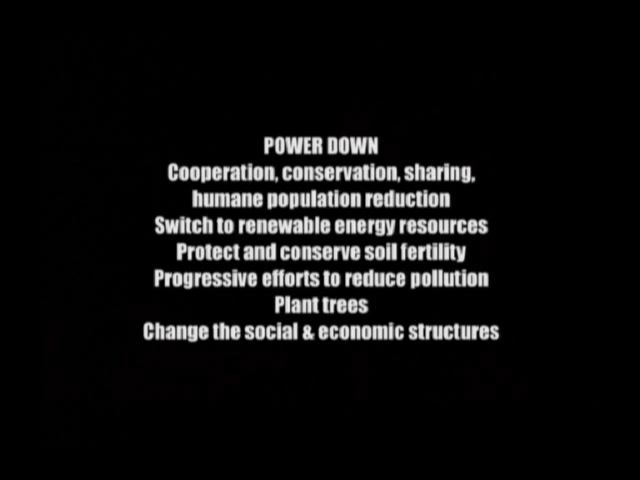 POWER DOWN
Cooperation, conservation, sharing,
humane population reduction
Switch to renewable energy resources
Protect and conserve soil fertility
Progressive efforts to reduce pollution
Plant trees
Change the social & economic structures